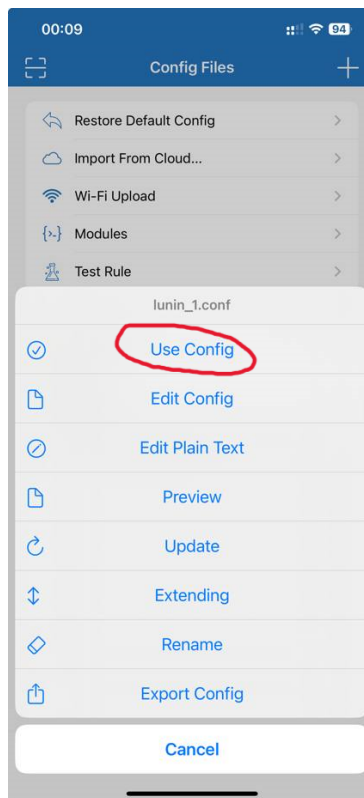 00:09
94
Config Files
Restore Default Config
Import From Cloud...
Wi-Fi Upload
Modules
Test Rule
lunin_1.conf
Use Config
Edit Config
Edit Plain Text
Preview
Update
Extending
Rename
Export Config
Cancel